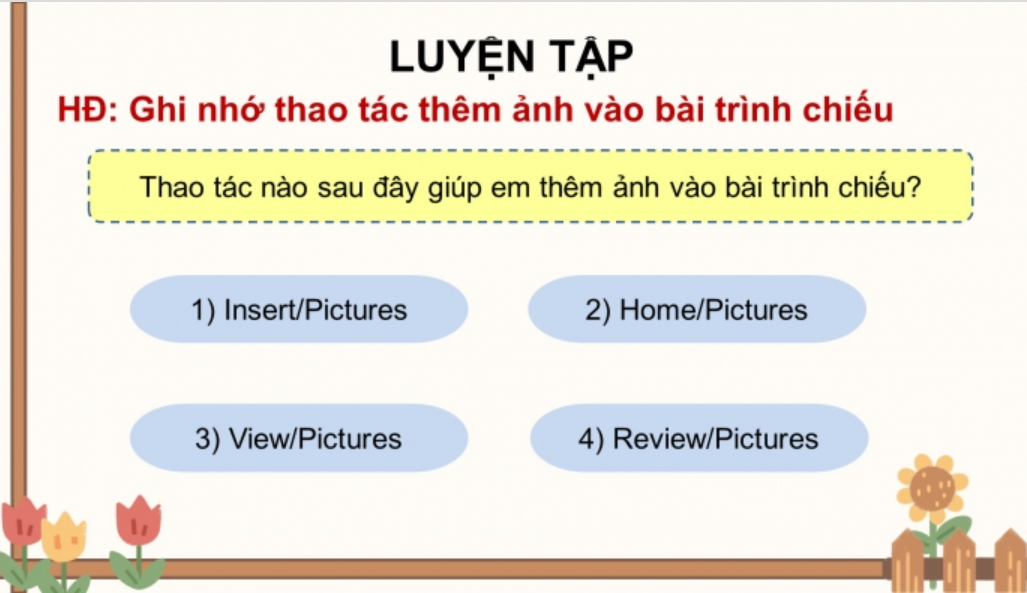 LUYỆN TẬP
HĐ: Ghi nhớ thao tác thêm ảnh vào bài trình chiếu
Thao tác nào sau đây giúp em thêm ảnh vào bài trình chiếu?
1) Insert/Pictures
2) Home/Pictures
3) View/Pictures
4) Review/Pictures